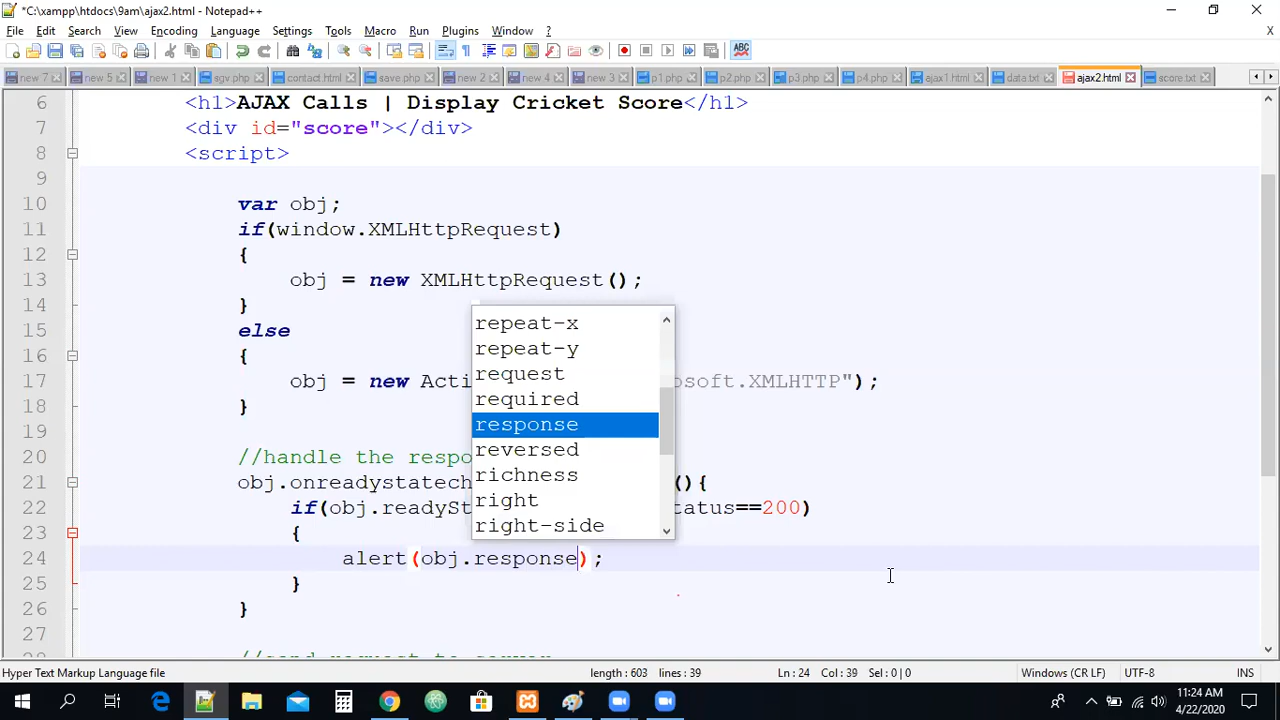 *C:\xampp\htdocs\9am\ajax2.html - Notepad++
File Edit Search View Encoding Language Settings Tools Macro Run Plugins Window ? X
new 7 new 5 new 1 sgv.php contact.html save.php new 2 new 4 new 3 p1.php p2.php p3.php p4.php ajax1.html data.txt ajax2.html score.txt
6 <h1>AJAX Calls | Display Cricket Score</h1>
7 <div id="score"></div>
8 <script>
9
10 var obj;
11 if(window.XMLHttpRequest)
12 {
13 obj = new XMLHttpRequest();
14 }
15 else
16 {
17 obj = new Acti osoft.XMLHTTP");
18 }
19
20 //handle the respo
21 obj.onreadystatech (){
22 if(obj.readySt tatus==200)
23 {
24 alert(obj.response);
25 }
26 }
27
28 //send request to server
repeat-x
repeat-y
request
required
response
reversed
richness
right
right-side
Hyper Text Markup Language file length : 603 lines : 39 Ln : 24 Col : 39 Sel : 0 | 0 Windows (CR LF) UTF-8 INS
11:24 AM
4/22/2020